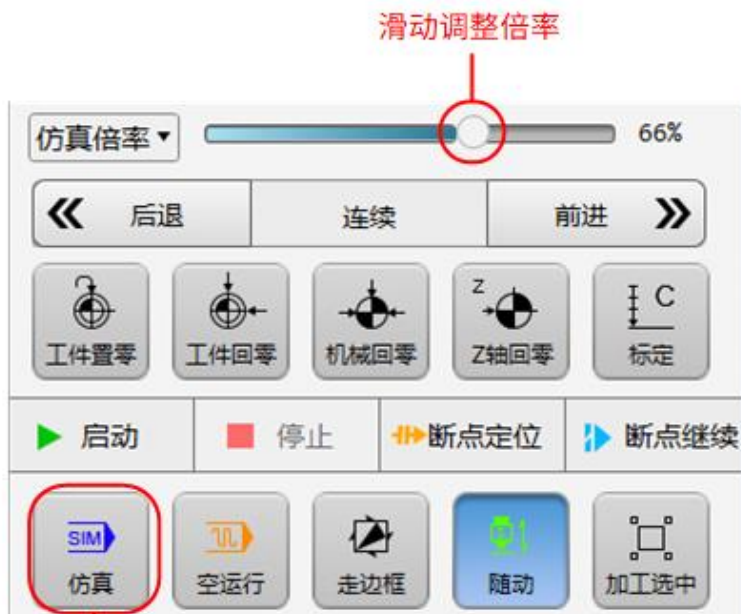 滑动调整倍率
仿真倍率 66%
后退 连续 前进
Z C
工件置零 工件回零 机械回零 Z轴回零 标定
启动 停止 断点定位 断点继续
SIM
仿真 空运行 走边框 随动 加工选中